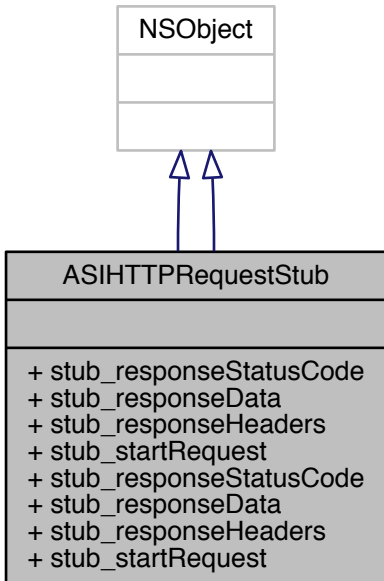 NSObject
ASIHTTPRequestStub
+ stub_responseStatusCode
+ stub_responseData
+ stub_responseHeaders
+ stub_startRequest
+ stub_responseStatusCode
+ stub_responseData
+ stub_responseHeaders
+ stub_startRequest